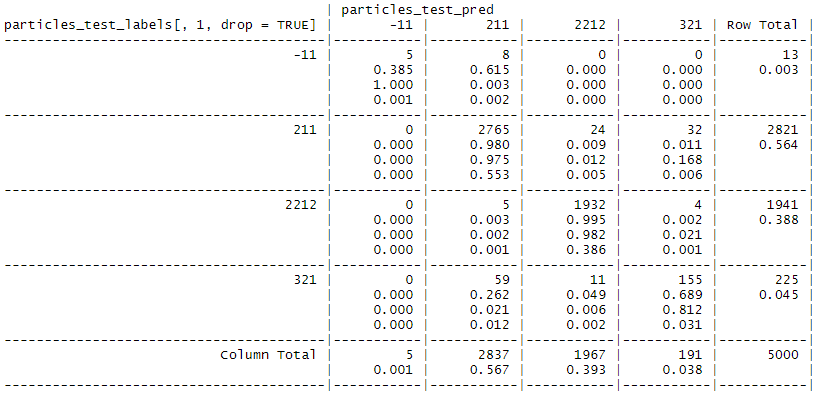 | particles_test_pred
particles_test_labels[, 1, drop = TRUE] | -11 | 211 | 2212 | 321 | Row Total |
----------------------------------------|-----------|-----------|-----------|-----------|-----------|
-11 | 5 | 8 | 0 | 0 | 13 |
| 0.385 | 0.615 | 0.000 | 0.000 | 0.003 |
| 1.000 | 0.003 | 0.000 | 0.000 | |
| 0.001 | 0.002 | 0.000 | 0.000 | |
----------------------------------------|-----------|-----------|-----------|-----------|-----------|
211 | 0 | 2765 | 24 | 32 | 2821 |
| 0.000 | 0.980 | 0.009 | 0.011 | 0.564 |
| 0.000 | 0.975 | 0.012 | 0.168 | |
| 0.000 | 0.553 | 0.005 | 0.006 | |
----------------------------------------|-----------|-----------|-----------|-----------|-----------|
2212 | 0 | 5 | 1932 | 4 | 1941 |
| 0.000 | 0.003 | 0.995 | 0.002 | 0.388 |
| 0.000 | 0.002 | 0.982 | 0.021 | |
| 0.000 | 0.001 | 0.386 | 0.001 | |
----------------------------------------|-----------|-----------|-----------|-----------|-----------|
321 | 0 | 59 | 11 | 155 | 225 |
| 0.000 | 0.262 | 0.049 | 0.689 | 0.045 |
| 0.000 | 0.021 | 0.006 | 0.812 | |
| 0.000 | 0.012 | 0.002 | 0.031 | |
----------------------------------------|-----------|-----------|-----------|-----------|-----------|
Column Total | 5 | 2837 | 1967 | 191 | 5000 |
| 0.001 | 0.567 | 0.393 | 0.038 | |
----------------------------------------|-----------|-----------|-----------|-----------|-----------|